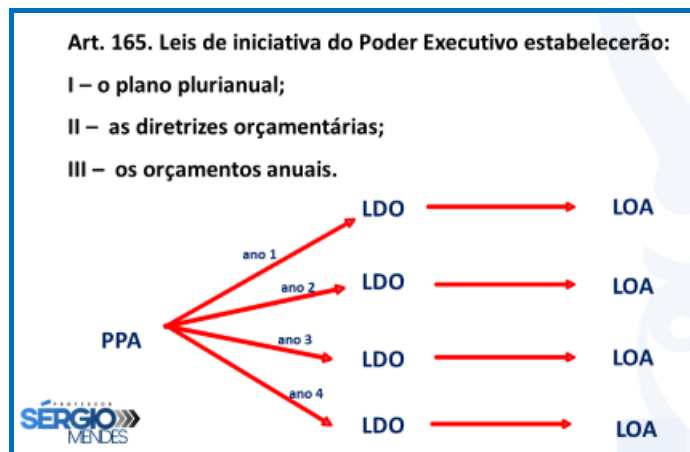 Art. 165. Leis de iniciativa do Poder Executivo estabelecerão:
I – o plano plurianual;
II – as diretrizes orçamentárias;
III – os orçamentos anuais.
LDO LOA
ano 1
LDO LOA
ano 2
PPA
ano 3
LDO LOA
ano 4
LDO LOA
PROFESSOR
SÉRGIO
MENDES